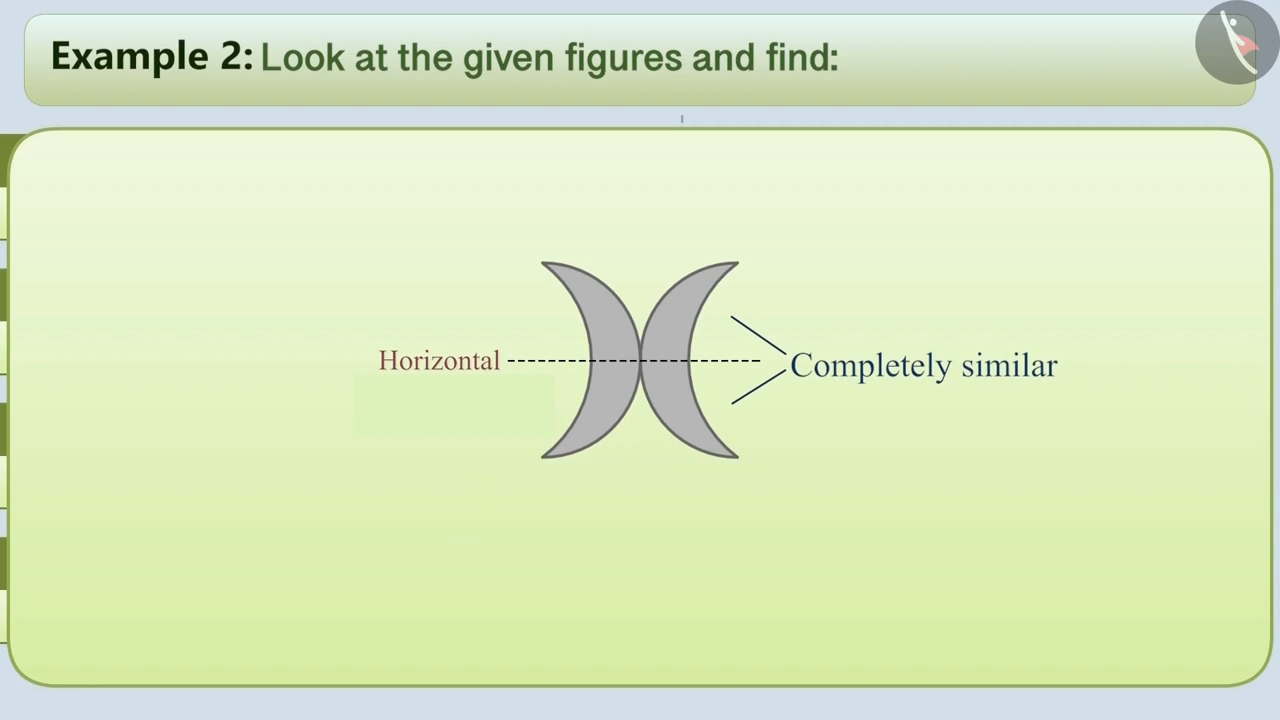 Example 2: Look at the given figures and find:
Horizontal
Completely similar